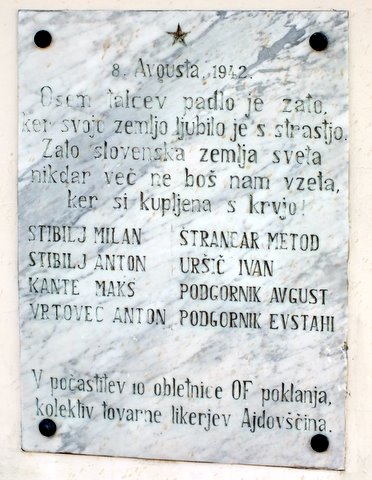 8. Avgusta, 1942.
Osem talcev padlo je zato,
ker svojo zemljo ljubilo je s strastjo.
Zato slovenska zemlja sveta
nikdar več ne boš nam vzeta,
ker si kupljena s krvjo!
STIBILJ MILAN STRANCAR METOD
STIBILJ ANTON URŠIČ IVAN
KANTE MAKS PODGORNIK AVGUST
VRTOVEC ANTON PODGORNIK EVSTAHI
V počastitev 10 obletnice OF poklanja,
kolektiv tovarne likerjev Ajdovščina.